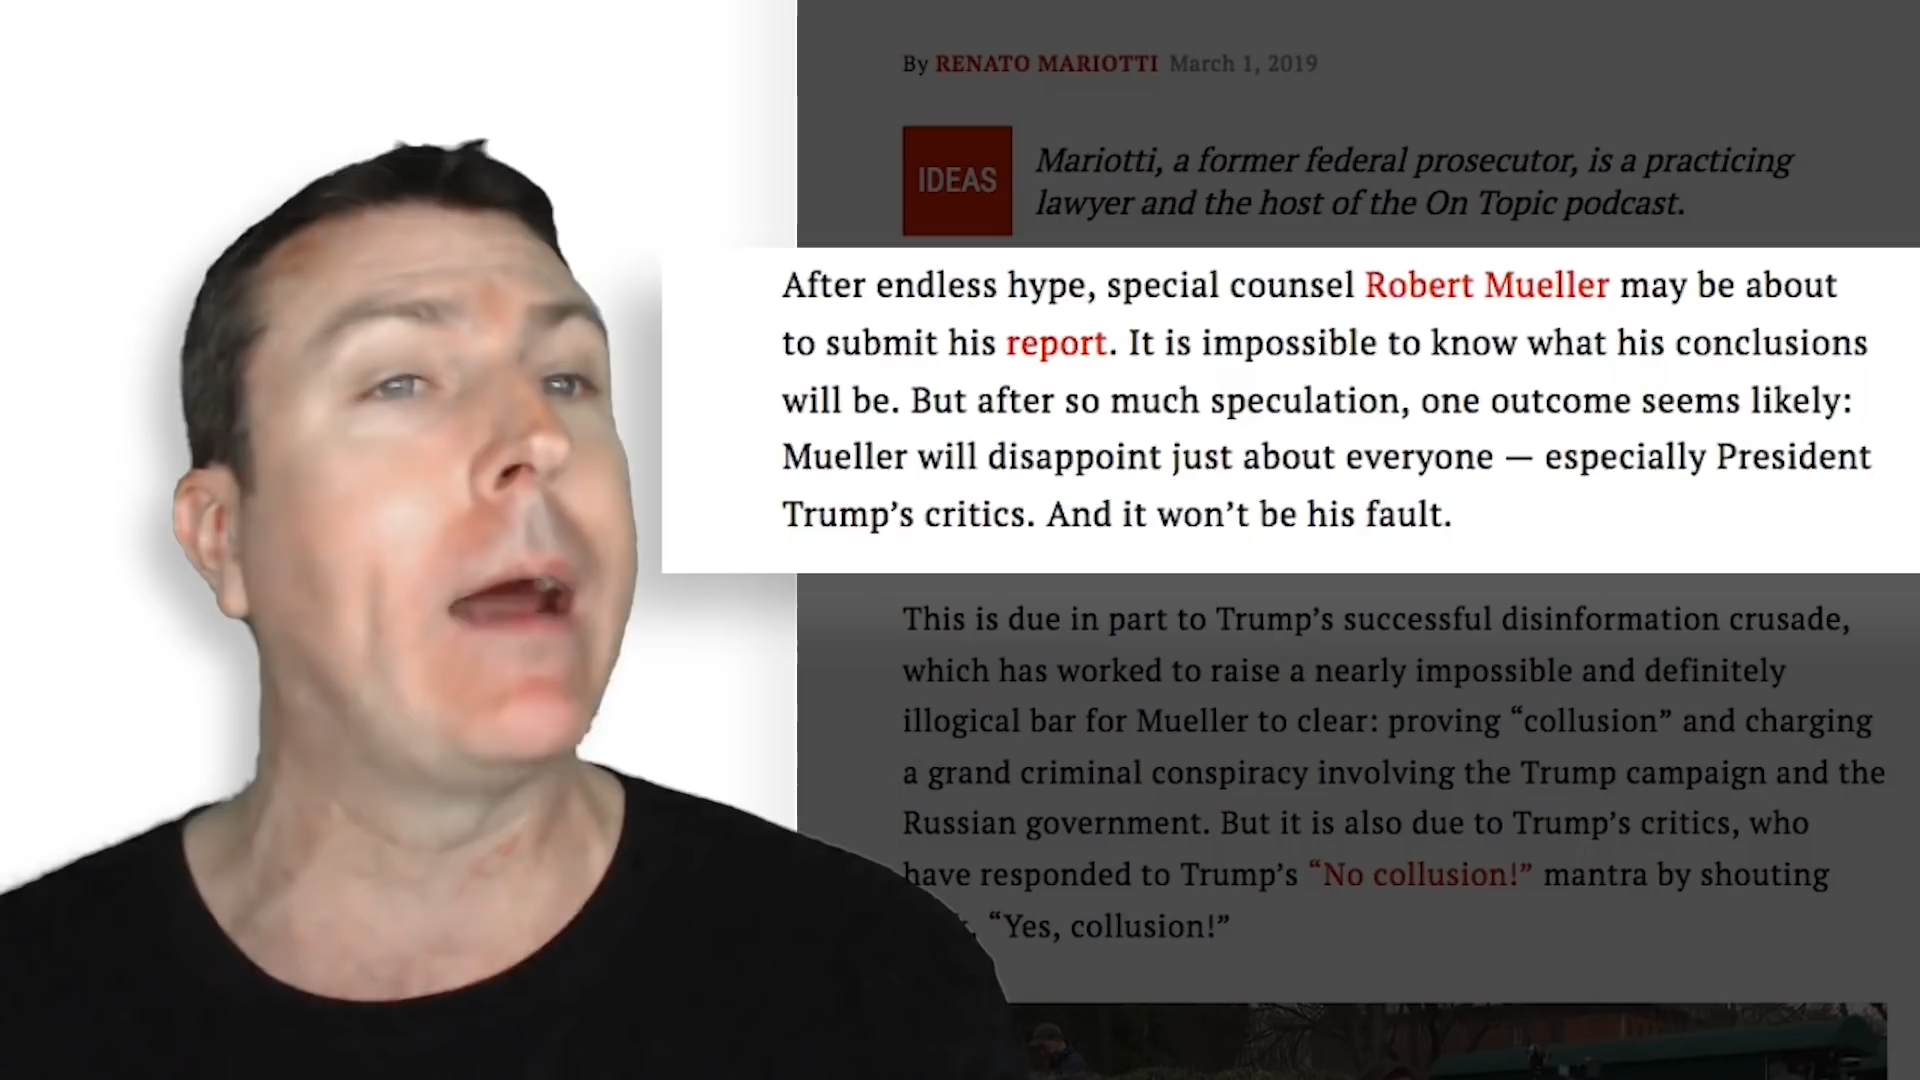 By RENATO MARIOTTI March 1, 2019
IDEAS
Mariotti, a former federal prosecutor, is a practicing
lawyer and the host of the On Topic podcast.
After endless hype, special counsel Robert Mueller may be about
to submit his report. It is impossible to know what his conclusions
will be. But after so much speculation, one outcome seems likely:
Mueller will disappoint just about everyone — especially President
Trump’s critics. And it won’t be his fault.
This is due in part to Trump’s successful disinformation crusade,
which has worked to raise a nearly impossible and definitely
illogical bar for Mueller to clear: proving “collusion” and charging
a grand criminal conspiracy involving the Trump campaign and the
Russian government. But it is also due to Trump’s critics, who
have responded to Trump’s “No collusion!” mantra by shouting
“Yes, collusion!”